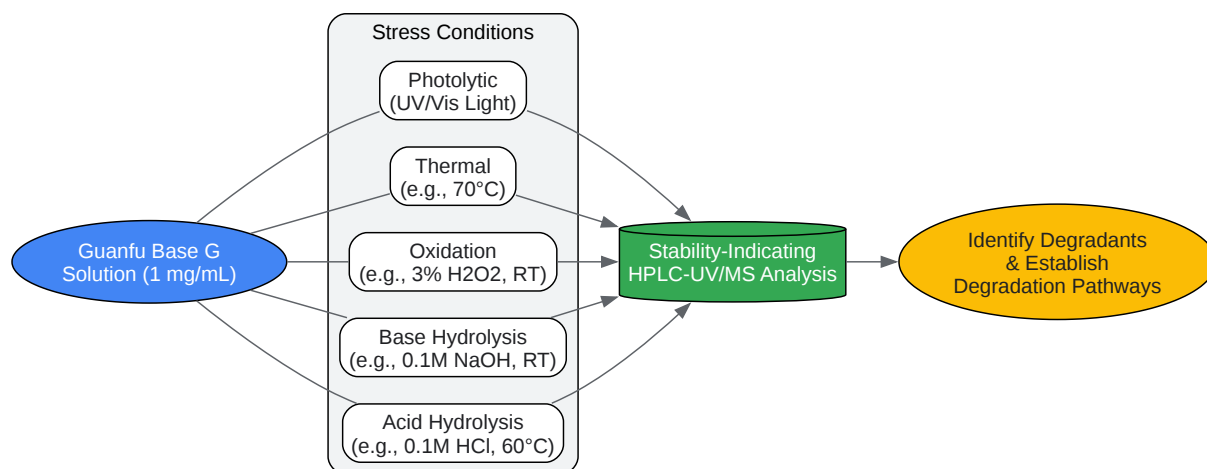 Stress Conditions
Photolytic
(UV/Vis Light)
Thermal
(e.g., 70°C)
Guanfu Base G
Solution (1 mg/mL)
Oxidation
(e.g., 3% H2O2, RT)
Base Hydrolysis
(e.g., 0.1M NaOH, RT)
Acid Hydrolysis
(e.g., 0.1M HCl, 60°C)
Stability-Indicating
HPLC-UV/MS Analysis
Identify Degradants
& Establish
Degradation Pathways